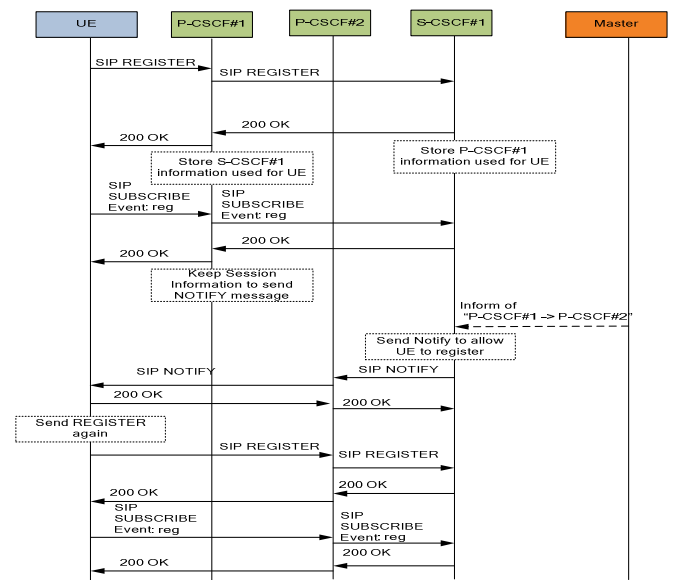 UE
P-CSCF#1
P-CSCF#2
S-CSCF#1
Master
SIP REGISTER
SIP REGISTER
200 OK
200 OK
Store S-CSCF#1
information used for UE
Store P-CSCF#1
information used for UE
SIP
SUBSCRIBE
Event: reg
SIP
SUBSCRIBE
Event: reg
200 OK
200 OK
Keep Session
Information to send
NOTIFY message
Inform of
“P-CSCF#1 -> P-CSCF#2”
Send Notify to allow
UE to register
SIP NOTIFY
SIP NOTIFY
200 OK
200 OK
Send REGISTER
again
SIP REGISTER
SIP REGISTER
200 OK
200 OK
SIP
SUBSCRIBE
Event: reg
SIP
SUBSCRIBE
Event: reg
200 OK
200 OK